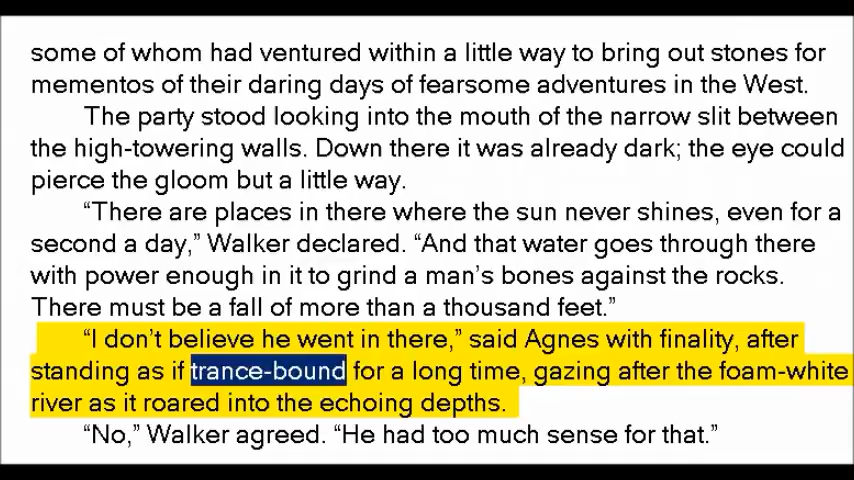 some of whom had ventured within a little way to bring out stones for
mementos of their daring days of fearsome adventures in the West.
The party stood looking into the mouth of the narrow slit between
the high-towering walls. Down there it was already dark; the eye could
pierce the gloom but a little way.
“There are places in there where the sun never shines, even for a
second a day,” Walker declared. “And that water goes through there
with power enough in it to grind a man’s bones against the rocks.
There must be a fall of more than a thousand feet.”
“I don’t believe he went in there,” said Agnes with finality, after
standing as if trance-bound for a long time, gazing after the foam-white
river as it roared into the echoing depths.
“No,” Walker agreed. “He had too much sense for that.”